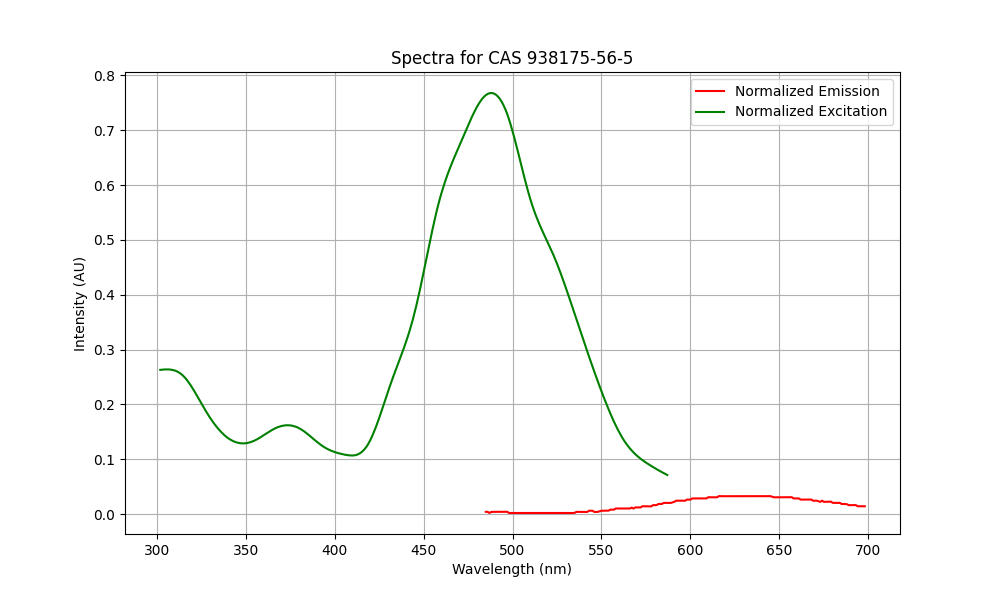 Spectra for CAS 938175-56-5
Normalized Emission
Normalized Excitation
Intensity (AU)
0.8
0.7
0.6
0.5
0.4
0.3
0.2
0.1
0.0
300 350 400 450 500 550 600 650 700
Wavelength (nm)